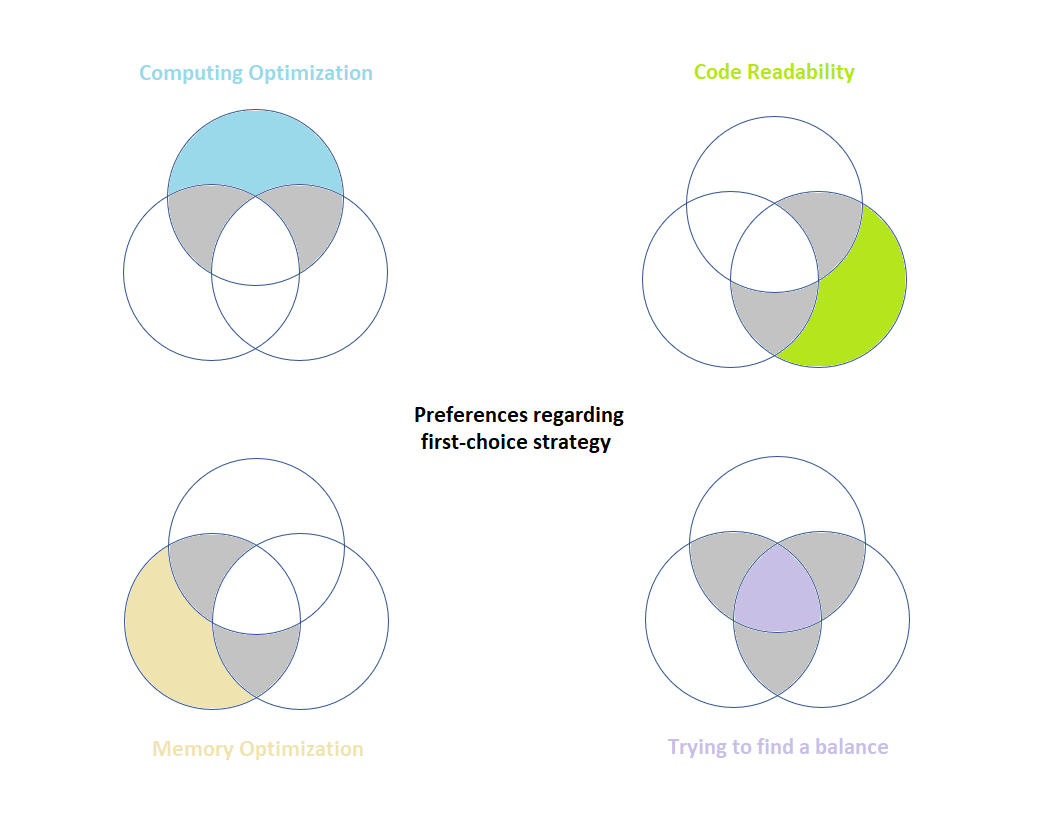 Computing Optimization
Code Readability
Preferences regarding
first-choice strategy
Memory Optimization
Trying to find a balance